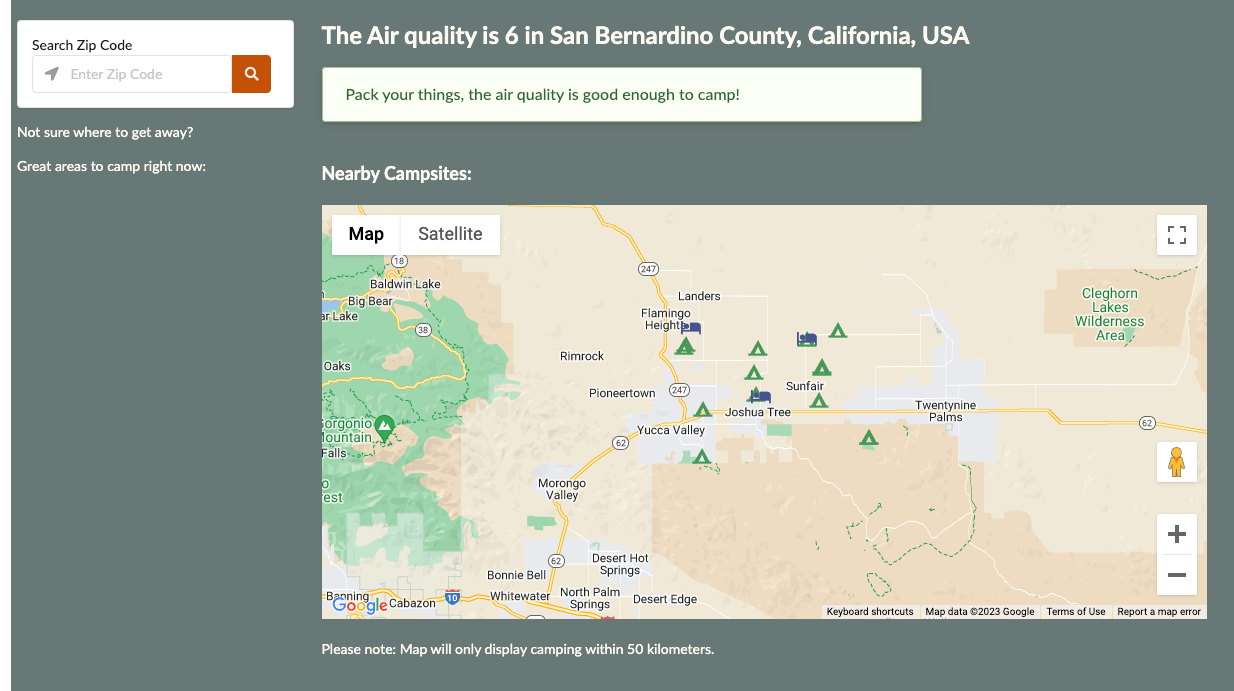 Search Zip Code
Enter Zip Code
Not sure where to get away?
Great areas to camp right now:
The Air quality is 6 in San Bernardino County, California, USA
Pack your things, the air quality is good enough to camp!
Nearby Campsites:
Map
Satellite
18
247
Baldwin Lake
Big Bear
ar Lake
38
Landers
Flamingo
Heights
Cleghorn
Lakes
Wilderness
Area
Oaks
Rimrock
Pioneertown
247
Sunfair
Joshua Tree
Twentynine
Palms
62
orgonio
ountain
Falls
Yucca Valley
62
o
rest
Morongo
Valley
62
Desert Hot
Springs
Bonnie Bell
Whitewater
North Palm
Springs
Desert Edge
Banning
Google
Cabazon
10
Keyboard shortcuts
Map data ©2023 Google
Terms of Use
Report a map error
Please note: Map will only display camping within 50 kilometers.